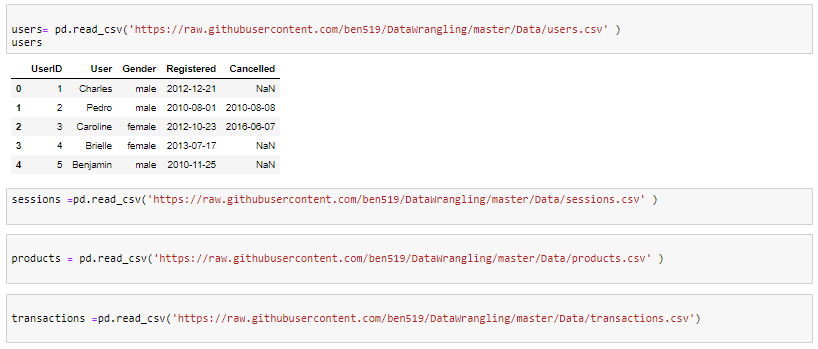 users= pd.read_csv('https://raw.githubusercontent.com/ben519/DataWrangling/master/Data/users.csv' )
users
UserID User Gender Registered Cancelled
0 1 Charles male 2012-12-21 NaN
1 2 Pedro male 2010-08-01 2010-08-08
2 3 Caroline female 2012-10-23 2016-06-07
3 4 Brielle female 2013-07-17 NaN
4 5 Benjamin male 2010-11-25 NaN
sessions =pd.read_csv('https://raw.githubusercontent.com/ben519/DataWrangling/master/Data/sessions.csv' )
products = pd.read_csv('https://raw.githubusercontent.com/ben519/DataWrangling/master/Data/products.csv' )
transactions =pd.read_csv('https://raw.githubusercontent.com/ben519/DataWrangling/master/Data/transactions.csv')